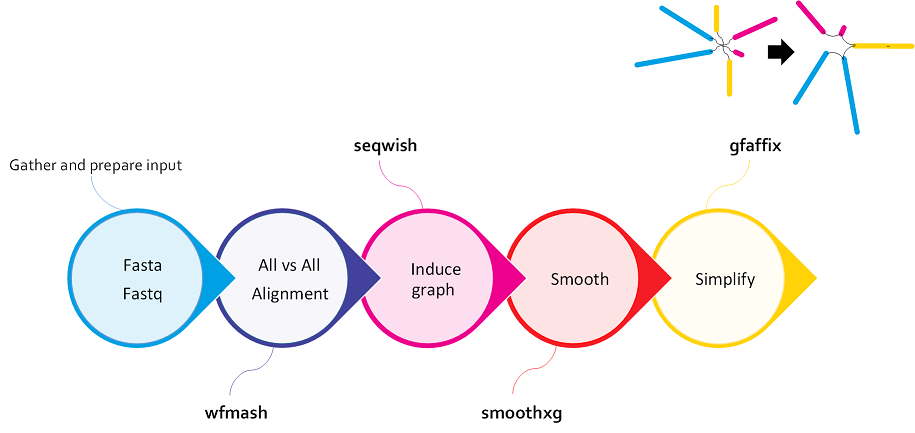 seqwish
gfaffix
Gather and prepare input
Fasta
Fastq
All vs All
Alignment
Induce
graph
Smooth
Simplify
wfmash
smoothxg